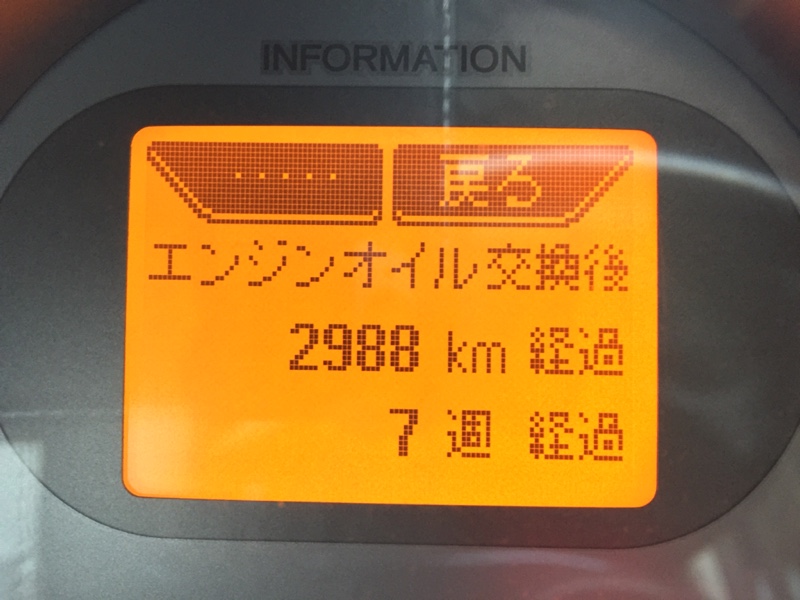 INFORMATION
..... 戻る
エンジンオイル交換後
2988 km 経過
7 週 経過